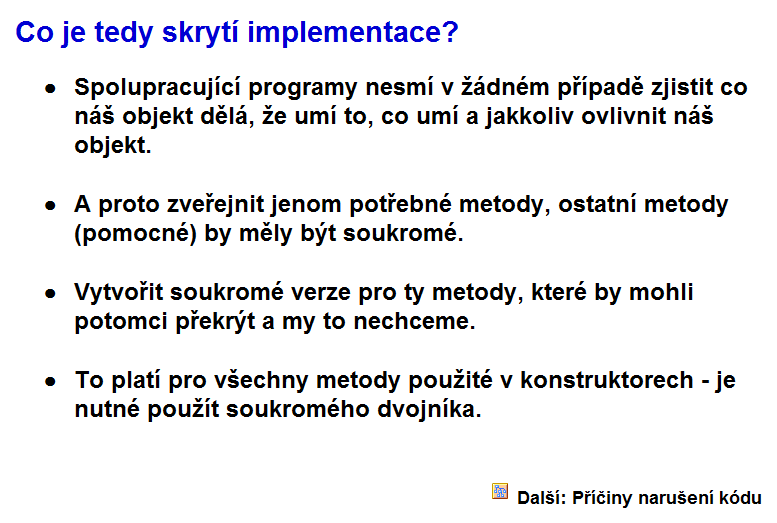 Co je tedy skrytí implementace?
● Spolupracující programy nesmí v žádném případě zjistit co
náš objekt dělá, že umí to, co umí a jakkoliv ovlivnit náš
objekt.
● A proto zveřejnit jenom potřebné metody, ostatní metody
(pomocné) by měly být soukromé.
● Vytvořit soukromé verze pro ty metody, které by mohli
potomci překrýt a my to nechceme.
● To platí pro všechny metody použité v konstruktorech - je
nutné použít soukromého dvojníka.
Další: Příčiny narušení kódu